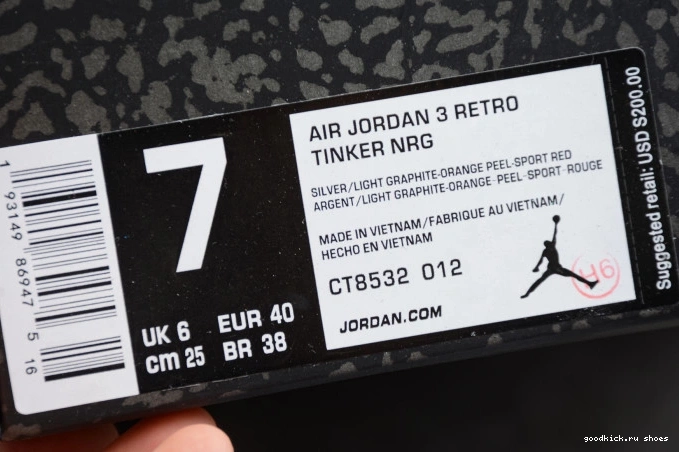 1 93149 86947 5 16
7
UK 6 EUR 40
cm 25 BR 38
AIR JORDAN 3 RETRO
TINKER NRG
SILVER/LIGHT GRAPHITE-ORANGE PEEL-SPORT RED
ARGENT/LIGHT GRAPHITE-ORANGE-PEEL-SPORT-ROUGE
MADE IN VIETNAM/FABRIQUE AU VIETNAM/
HECHO EN VIETNAM
CT8532 012
JORDAN.COM
Suggested retail: USD $200.00
goodkick.ru shoes